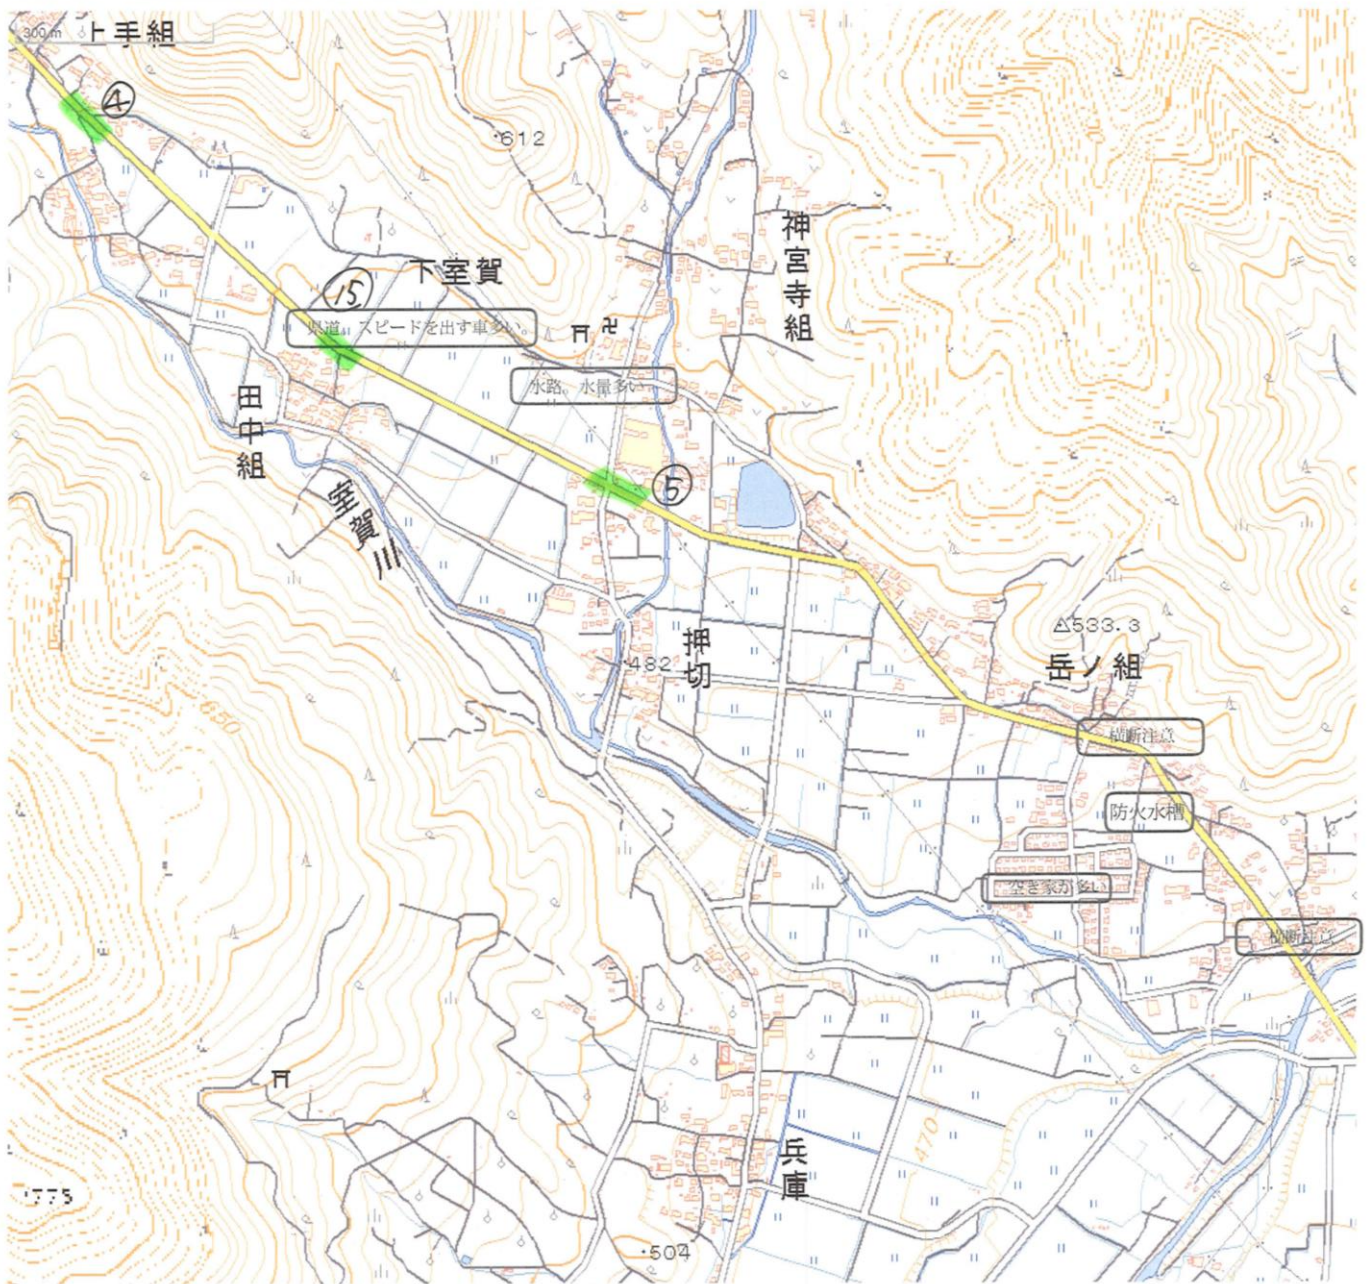 300m
上手組
④
612
神宮寺組
下室賀
⑮
県道。スピードを出す車多い。
水路。水量多い
田中組
⑤
室賀川
533.3
482
押切
岳ノ組
650
横断注意
防火水槽
空き家が多い
横断注意
470
兵庫
775
504